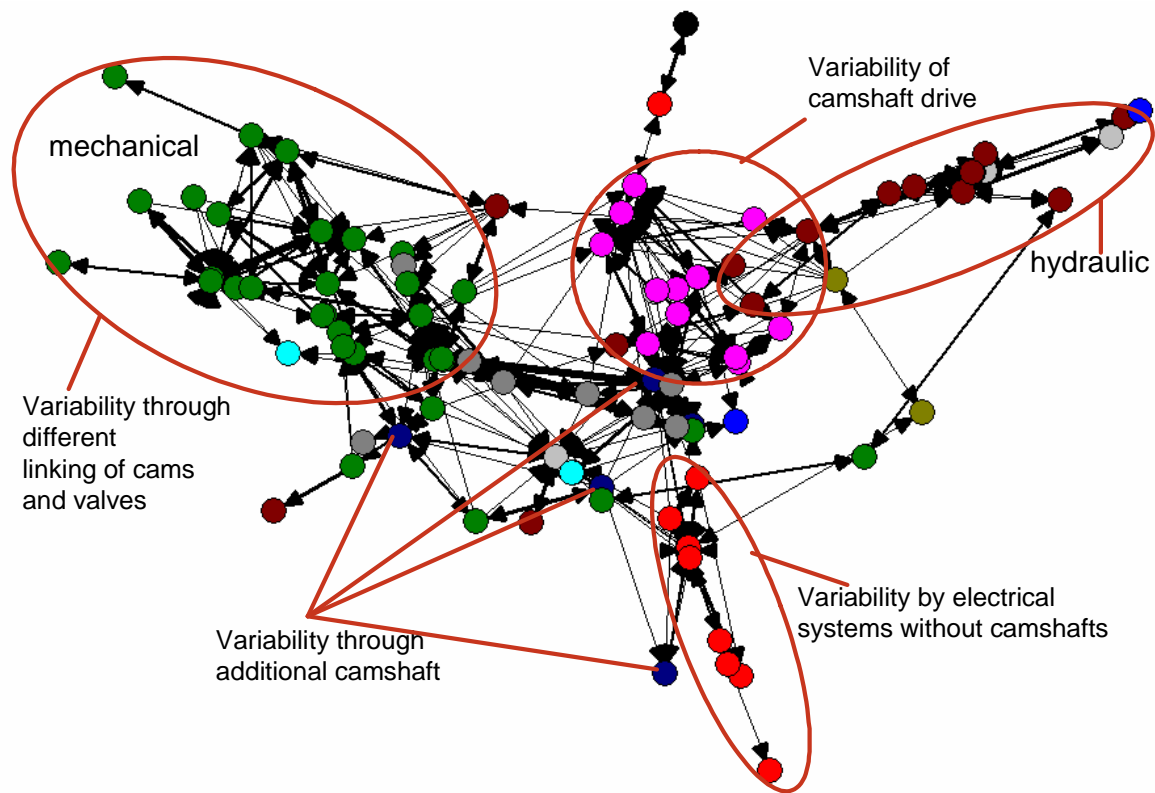 Variability of
camshaft drive
mechanical
hydraulic
Variability through
different
linking of cams
and valves
Variability by electrical
systems without camshafts
Variability through
additional camshaft